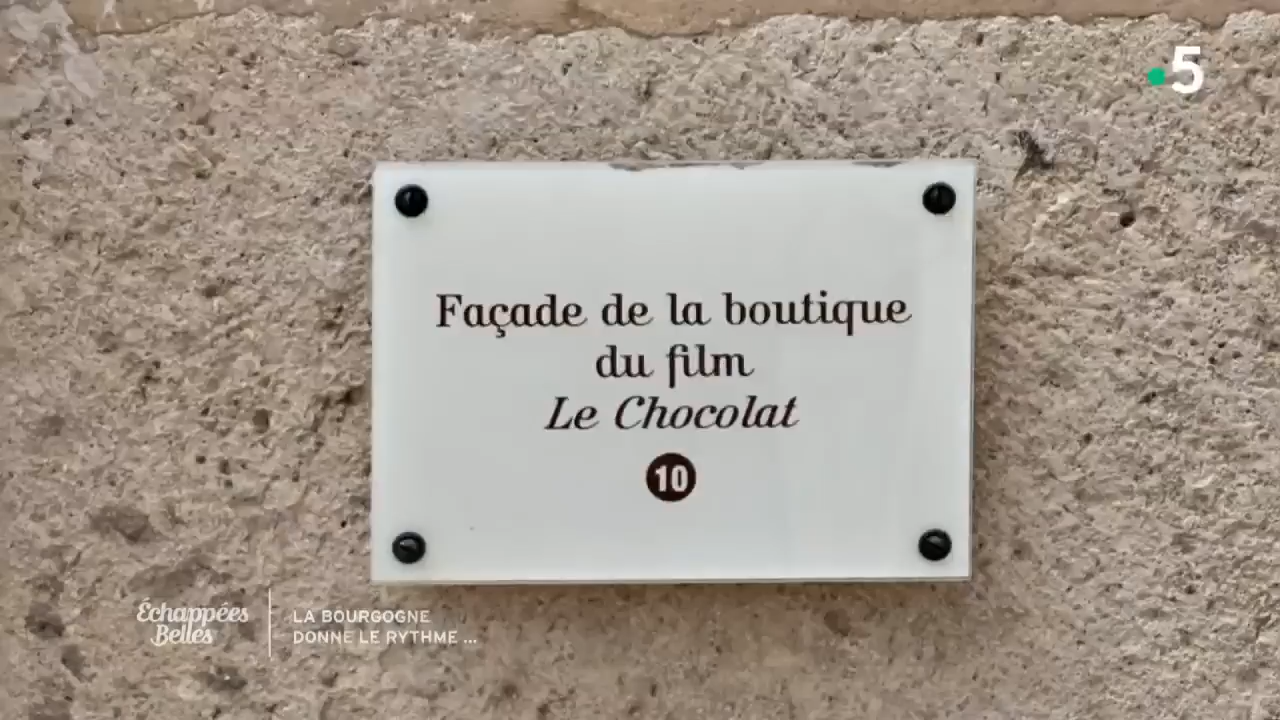 5
Façade de la boutique
du film
Le Chocolat
10
Échappées
Belles
LA BOURGOGNE
DONNE LE RYTHME ...